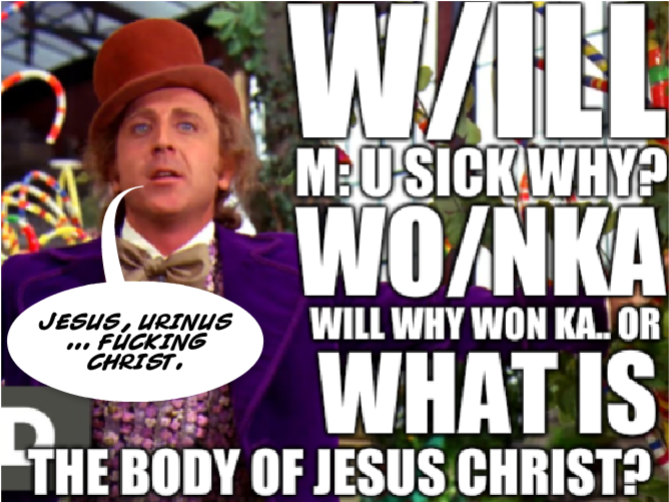 W/ILL
M: U SICK WHY?
WO/NKA
WILL WHY WON KA.. OR
WHAT IS
THE BODY OF JESUS CHRIST?
JESUS, URINUS
... FUCKING
CHRIST.
D